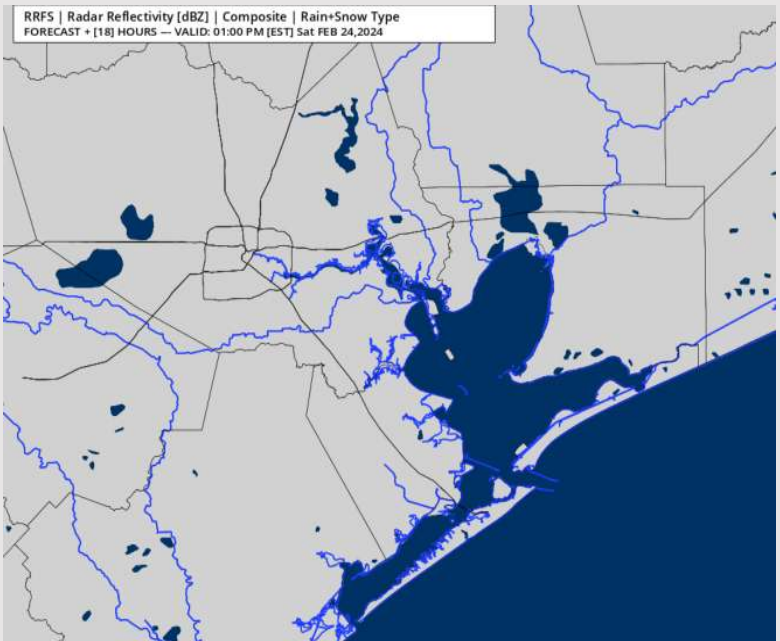 RRFS | Radar Reflectivity [dBZ] | Composite | Rain+Snow Type
FORECAST + [18] HOURS --- VALID: 01:00 PM [EST] Sat FEB 24,2024